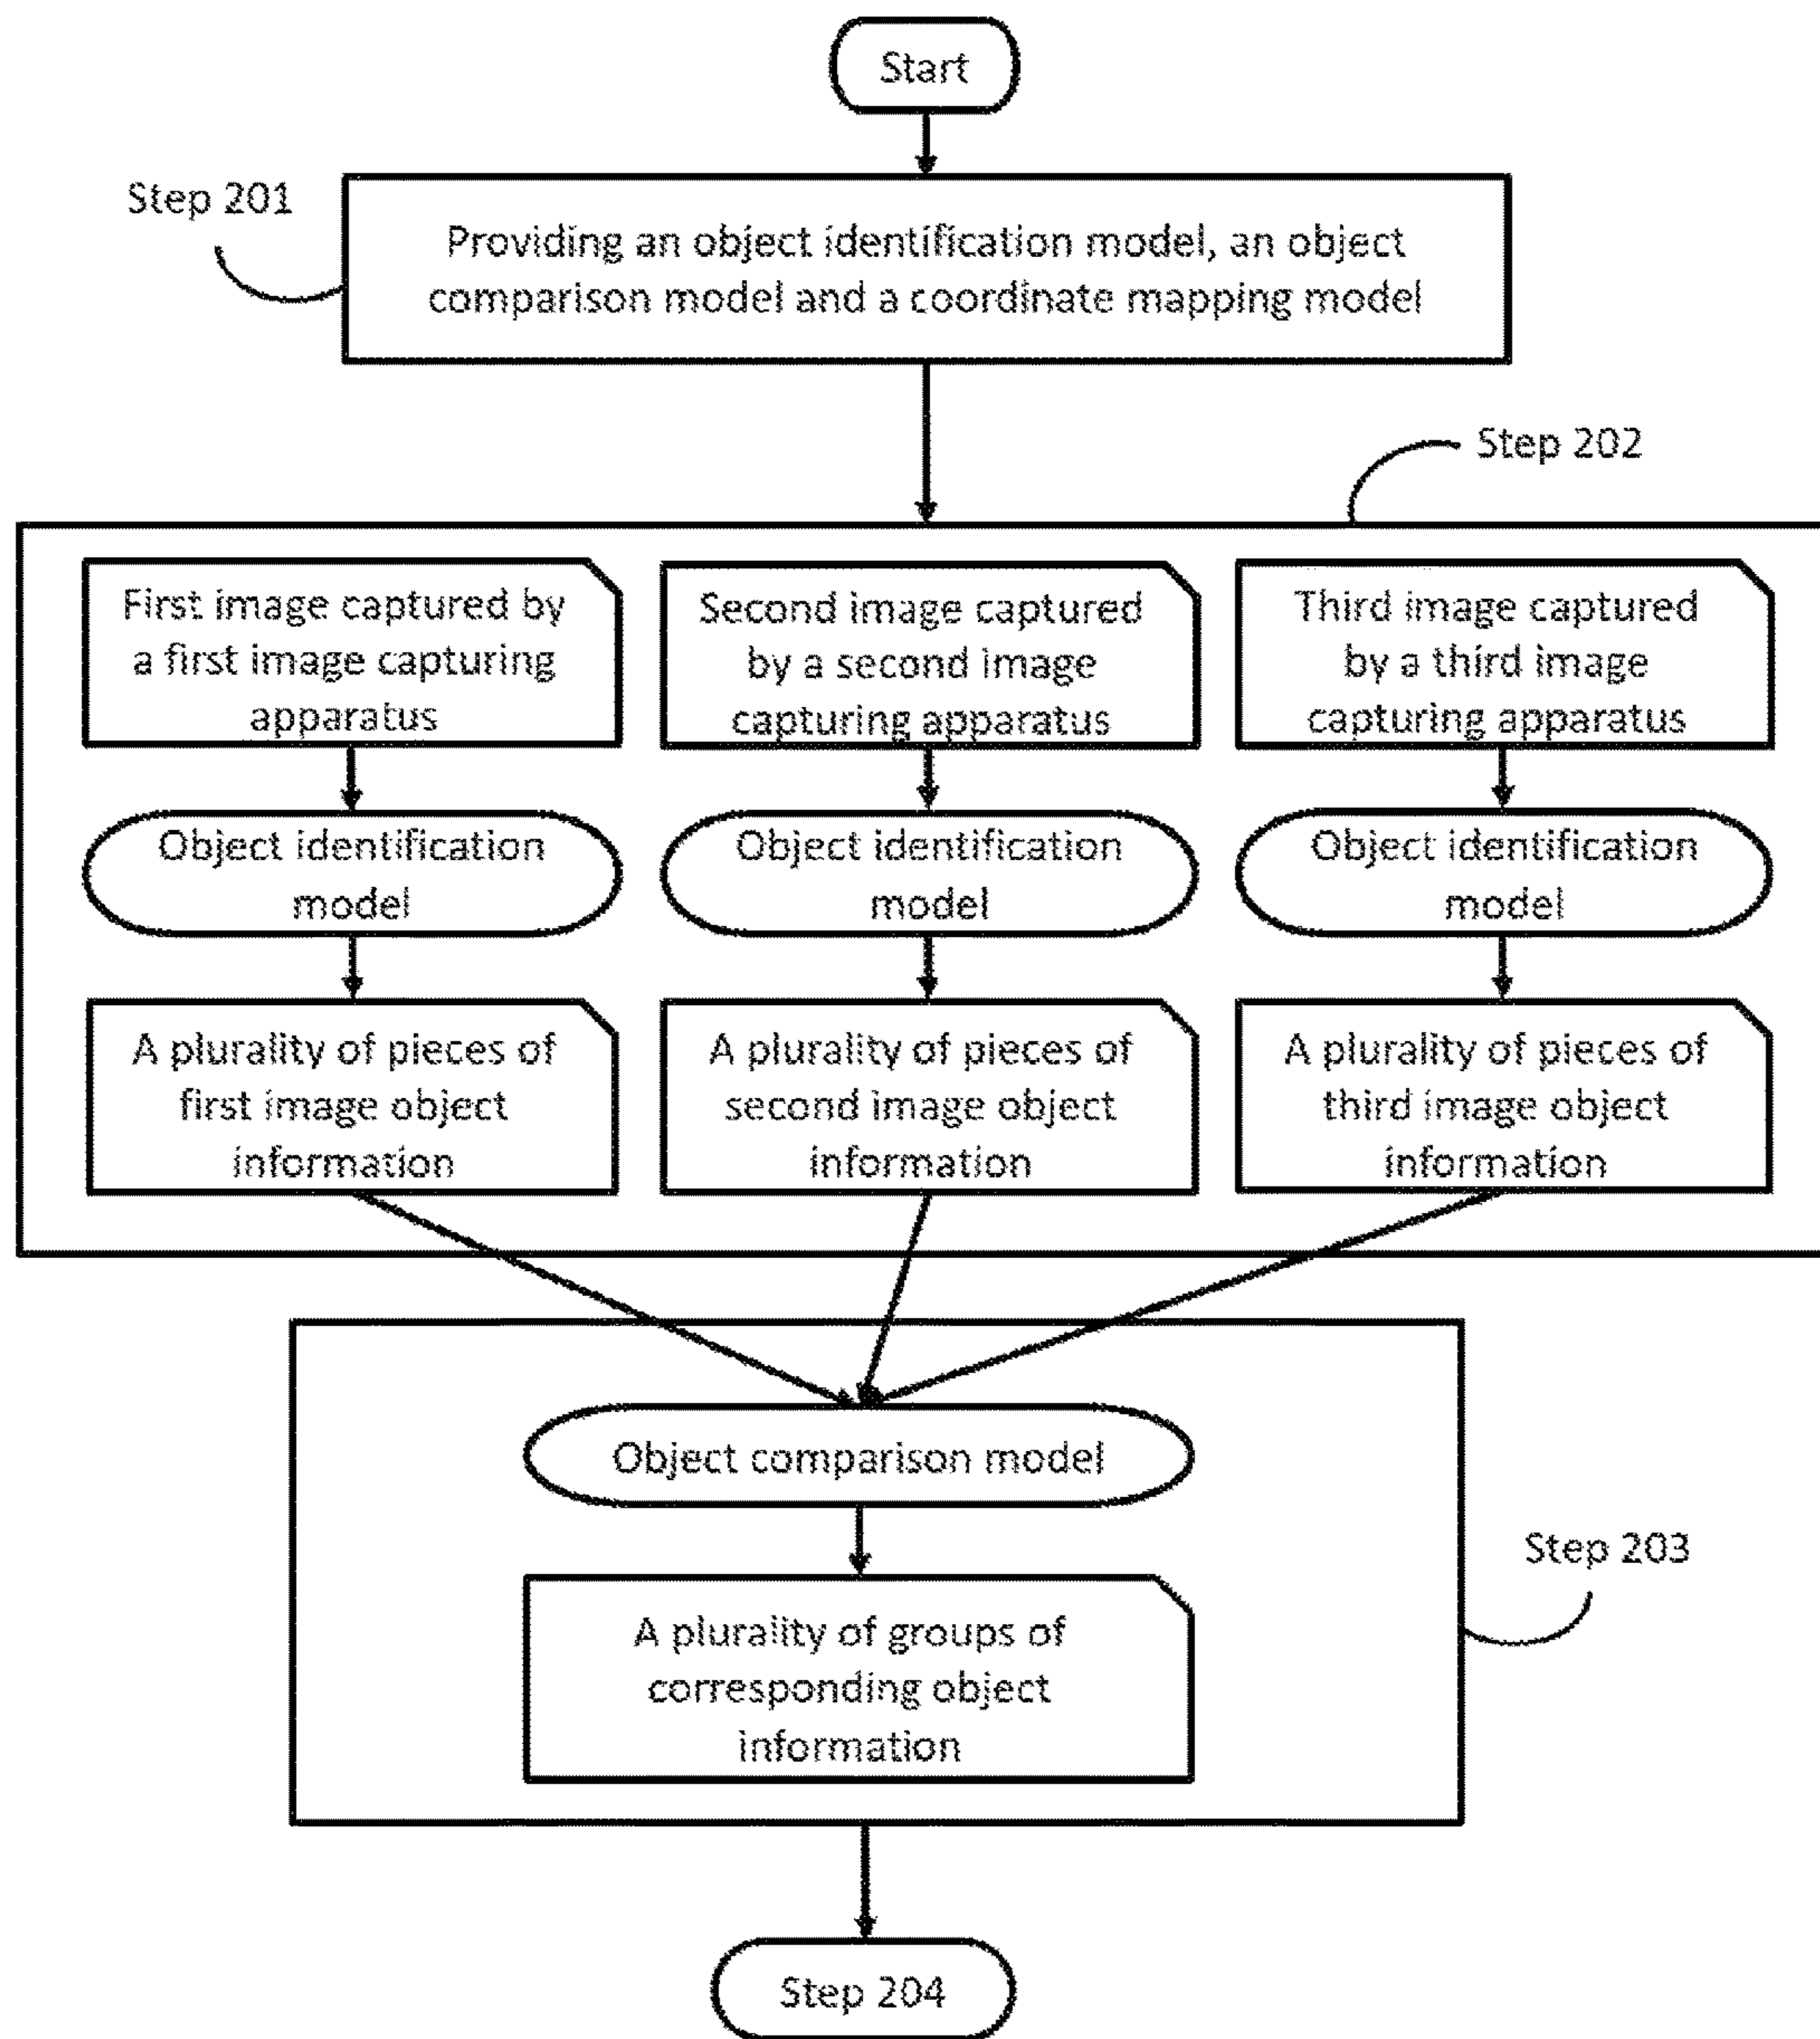 Start
Step 201
Providing an object identification model, an object
comparison model and a coordinate mapping model
Step 202
First image captured by
a first image capturing
apparatus
Second image captured
by a second image
capturing apparatus
Third image captured
by a third image
capturing apparatus
Object identification
model
Object identification
model
Object identification
model
A plurality of pieces of
first image object
information
A plurality of pieces of
second image object
information
A plurality of pieces of
third image object
information
Object comparison model
Step 203
A plurality of groups of
corresponding object
information
Step 204